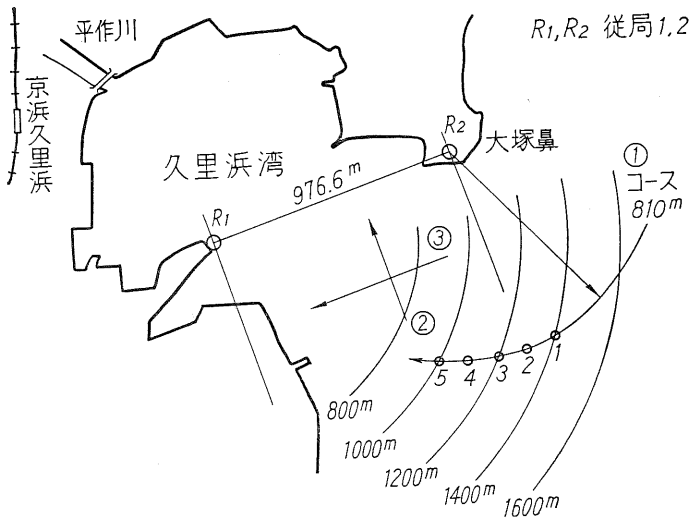 R1,R2 従局1,2
平作川
京浜久里浜
久里浜湾
R2
大塚鼻
976.6m
R1
①
コース
810m
③
②
5 4 3 2 1
800m
1000m
1200m
1400m
1600m